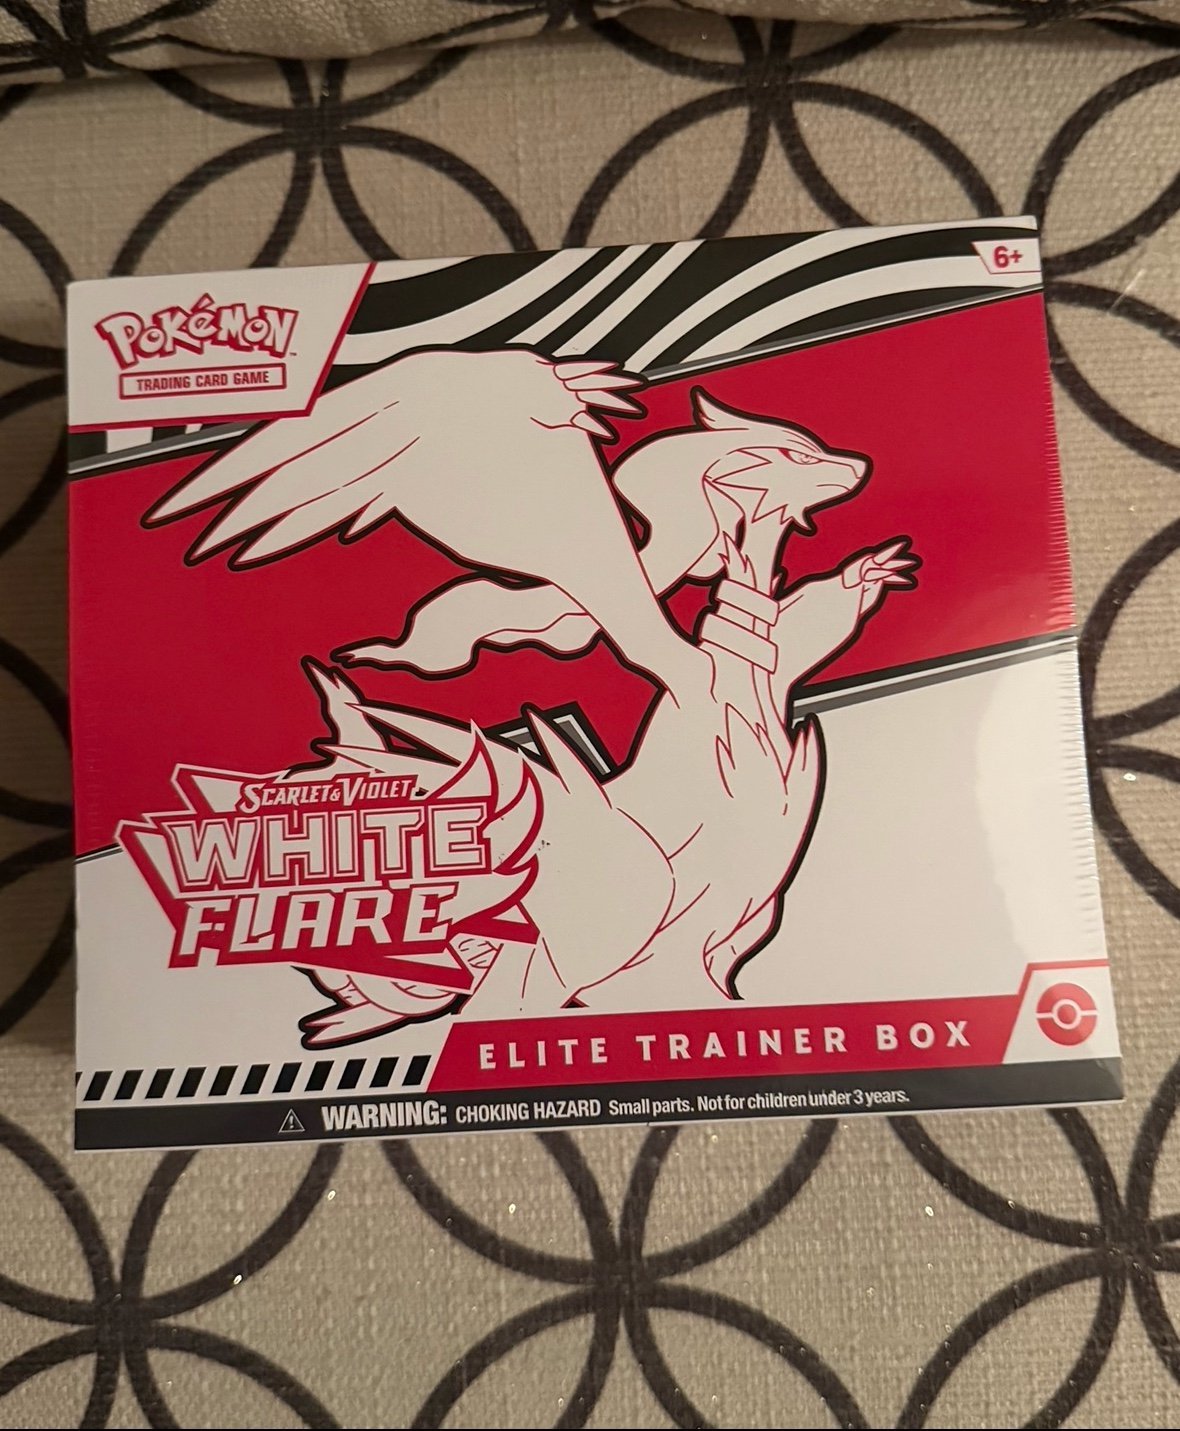 6+
POKéMON
TRADING CARD GAME
SCARLET & VIOLET
WHITE
FLARE
ELITE TRAINER BOX
WARNING: CHOKING HAZARD Small parts. Not for children under 3 years.